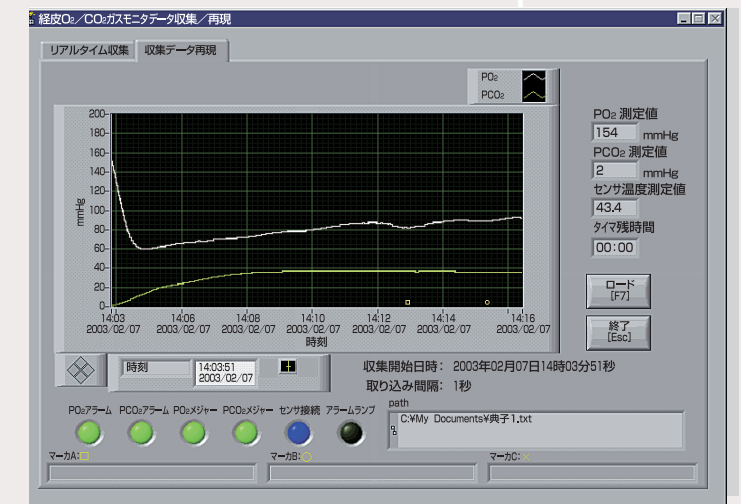 経皮O₂／CO₂ガスモニタデータ収集／再現
リアルタイム収集 収集データ再現
PO₂
PCO₂
200
180
160
140
120
100
80
60
40
20
0
mmHg
14:03 14:06 14:08 14:10 14:12 14:14 14:16
2003/02/07 2003/02/07 2003/02/07 2003/02/07 2003/02/07 2003/02/07 2003/02/07
時刻
PO₂ 測定値
154 mmHg
PCO₂ 測定値
2 mmHg
センサ温度測定値
43.4
タイマ残時間
00:00
ロード
[F7]
終了
[Esc]
時刻 14:03:51
2003/02/07
収集開始日時： 2003年02月07日14時03分51秒
取り込み間隔： 1秒
PO₂アラーム PCO₂アラーム PO₂メジャー PCO₂メジャー センサ接続 アラームランプ
path
C:¥My Documents¥典子1.txt
マーカA:□ マーカB:○ マーカC:×